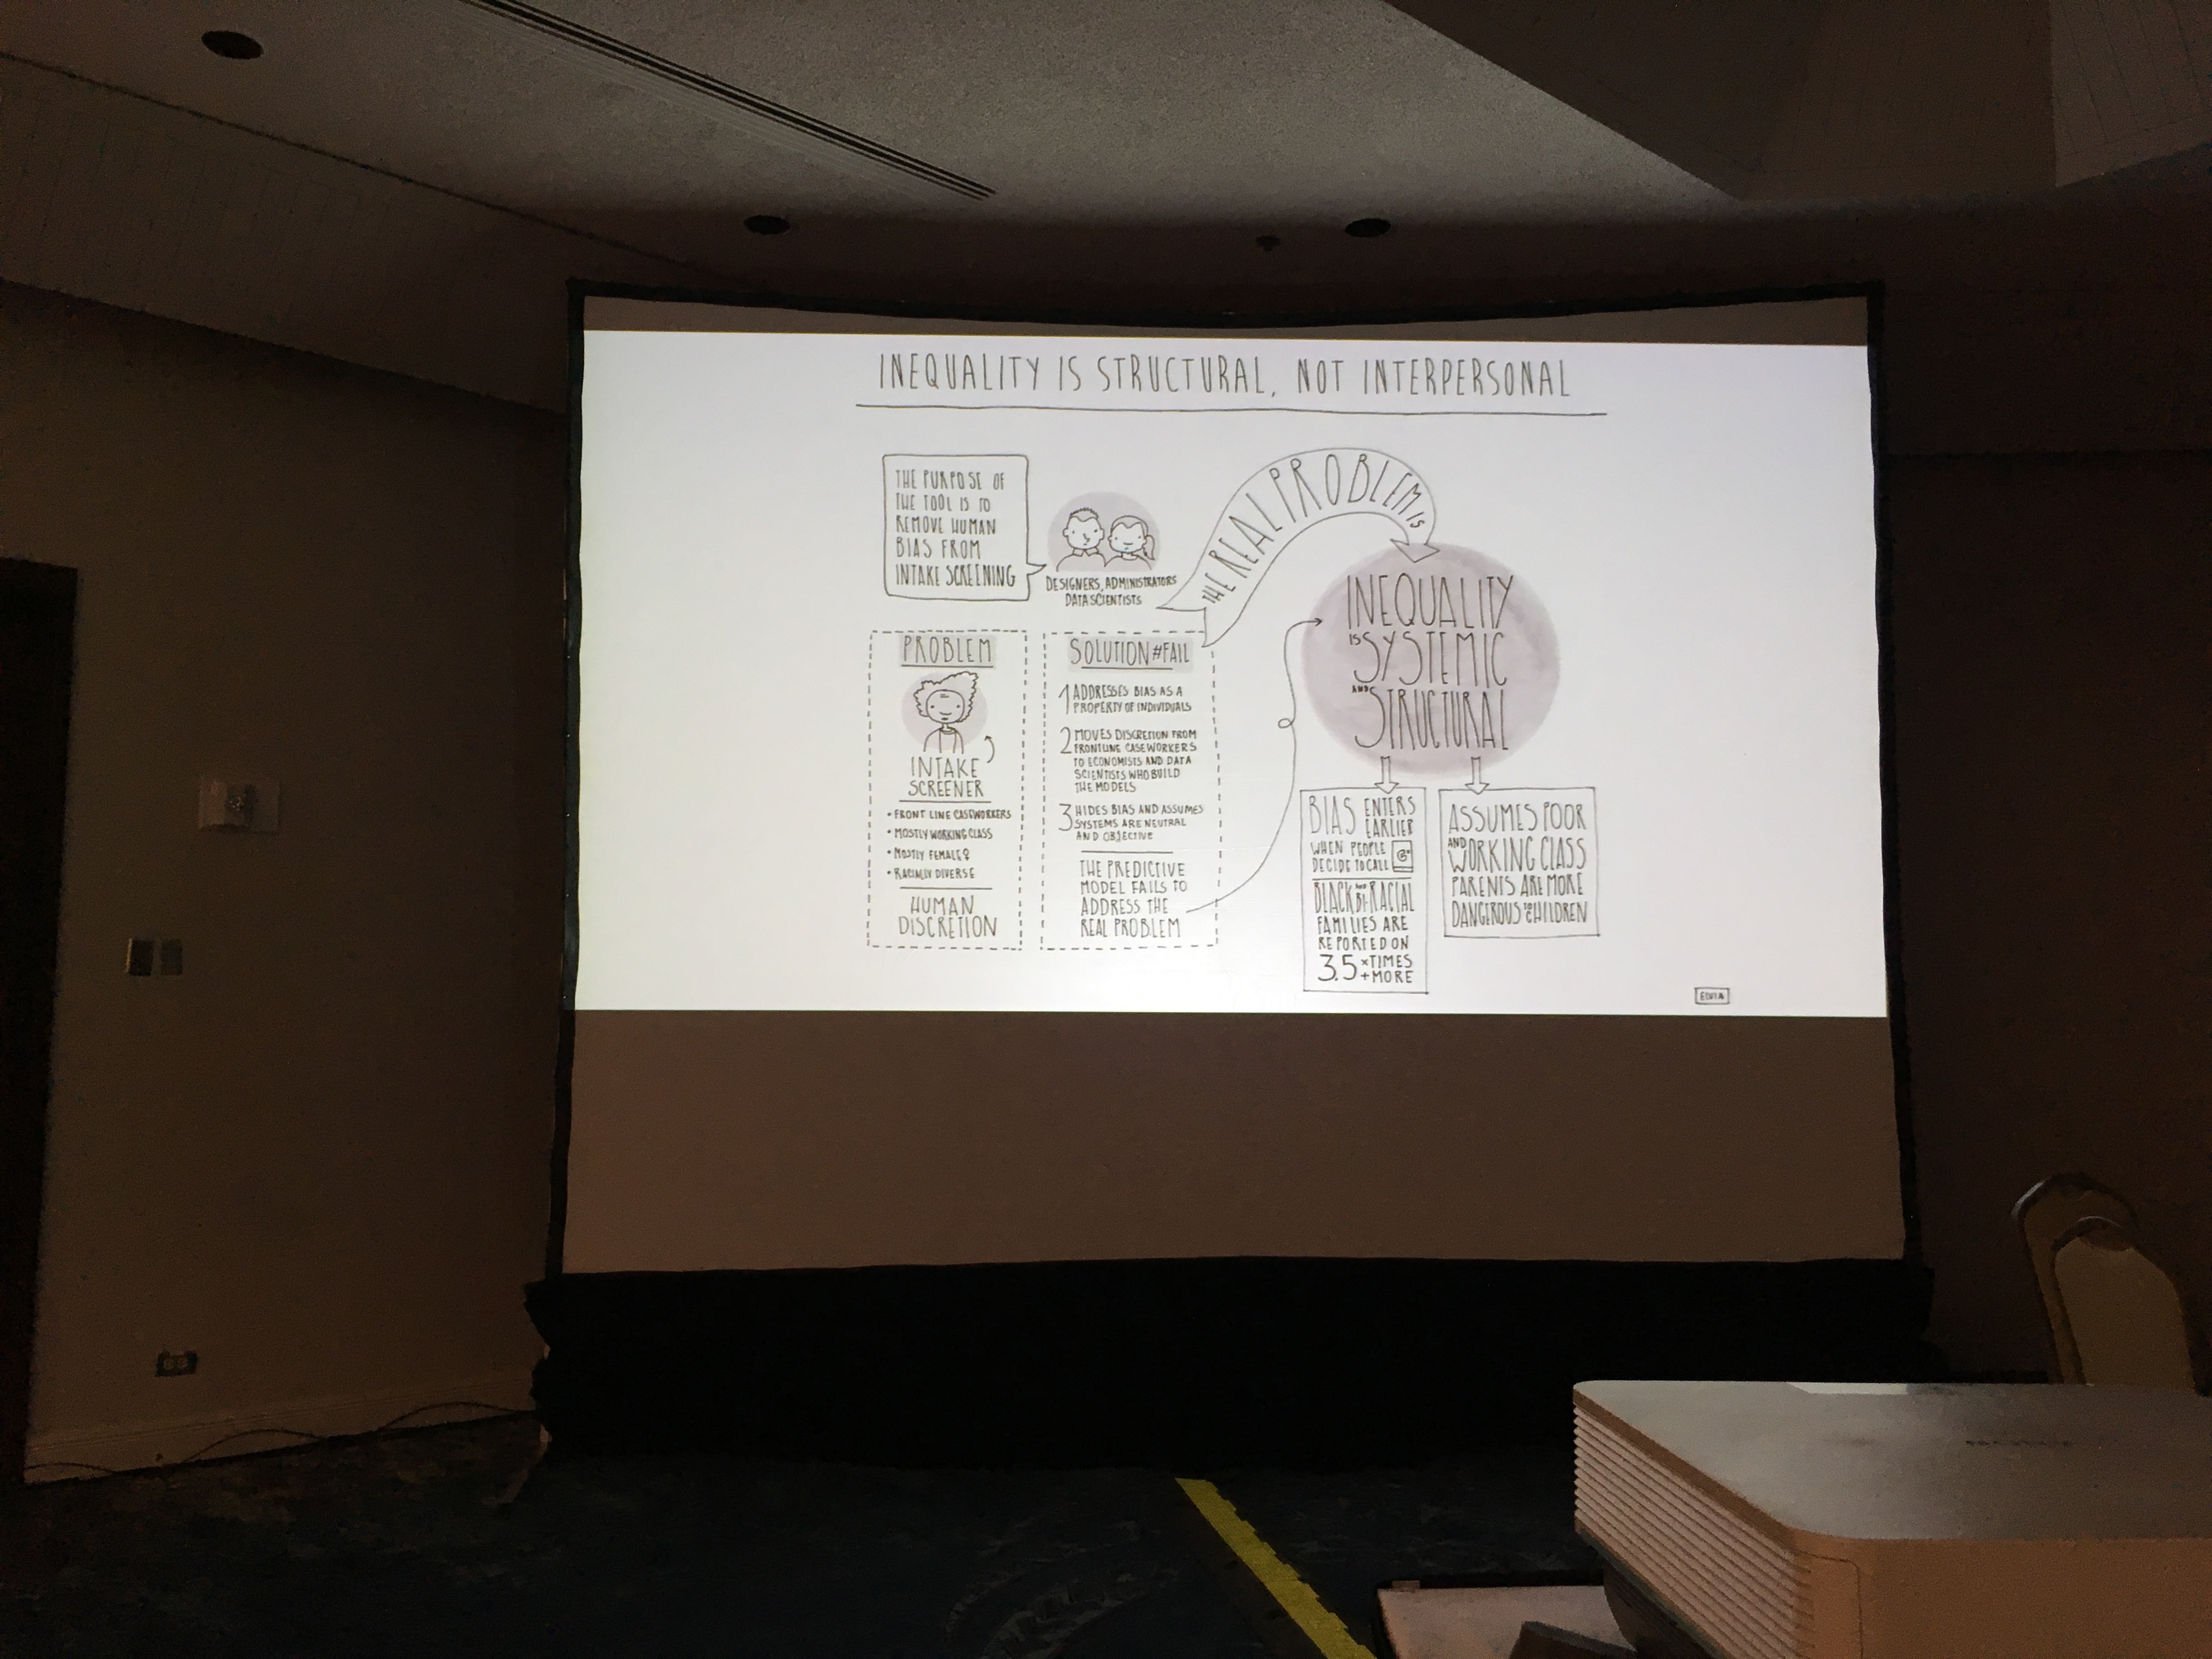 INEQUALITY IS STRUCTURAL, NOT INTERPERSONAL
THE PURPOSE OF
THE TOOL IS TO
REMOVE HUMAN
BIAS FROM
INTAKE SCREENING
DESIGNERS, ADMINISTRATORS
DATA SCIENTISTS
THE REAL PROBLEM IS
PROBLEM
INTAKE
SCREENER
• FRONT LINE CASEWORKERS
• MOSTLY WORKING CLASS
• MOSTLY FEMALE♀
• RACIALLY DIVERSE
HUMAN
DISCRETION
SOLUTION #FAIL
1 ADDRESSES BIAS AS A
PROPERTY OF INDIVIDUALS
2 MOVES DISCRETION FROM
FRONTLINE CASEWORKERS
TO ECONOMISTS AND DATA
SCIENTISTS WHO BUILD
THE MODELS
3 HIDES BIAS AND ASSUMES
SYSTEMS ARE NEUTRAL
AND OBJECTIVE
THE PREDICTIVE
MODEL FAILS TO
ADDRESS THE
REAL PROBLEM
INEQUALITY
IS SYSTEMIC
AND STRUCTURAL
BIAS ENTERS
EARLIER
WHEN PEOPLE
DECIDE TO CALL
BLACK AND BI-RACIAL
FAMILIES ARE
REPORTED ON
3.5 × TIMES
+ MORE
ASSUMES POOR
AND WORKING CLASS
PARENTS ARE MORE
DANGEROUS TO CHILDREN
ELVIA